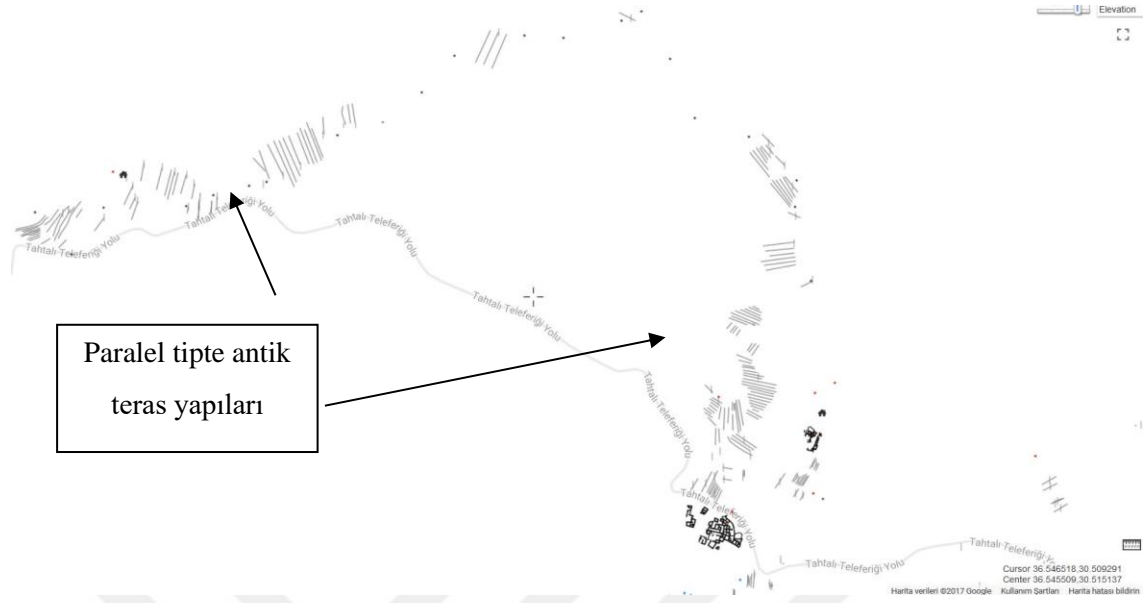 Elevation
Tahtalı Teleferiği Yolu
Tahtalı Teleferiği Yolu
Tahtalı Teleferiği Yolu
Tahtalı Teleferiği Yolu
Paralel tipte antik
teras yapıları
Tahtalı Teleferiği Yolu
Tahtalı Teleferiği Yolu
Tahtalı Teleferiği
Tahtalı Teleferiği Yolu
Cursor 36.546518,30.509291
Center 36.545509,30.515137
Harita verileri ©2017 Google Kullanım Şartları Harita hatası bildirin